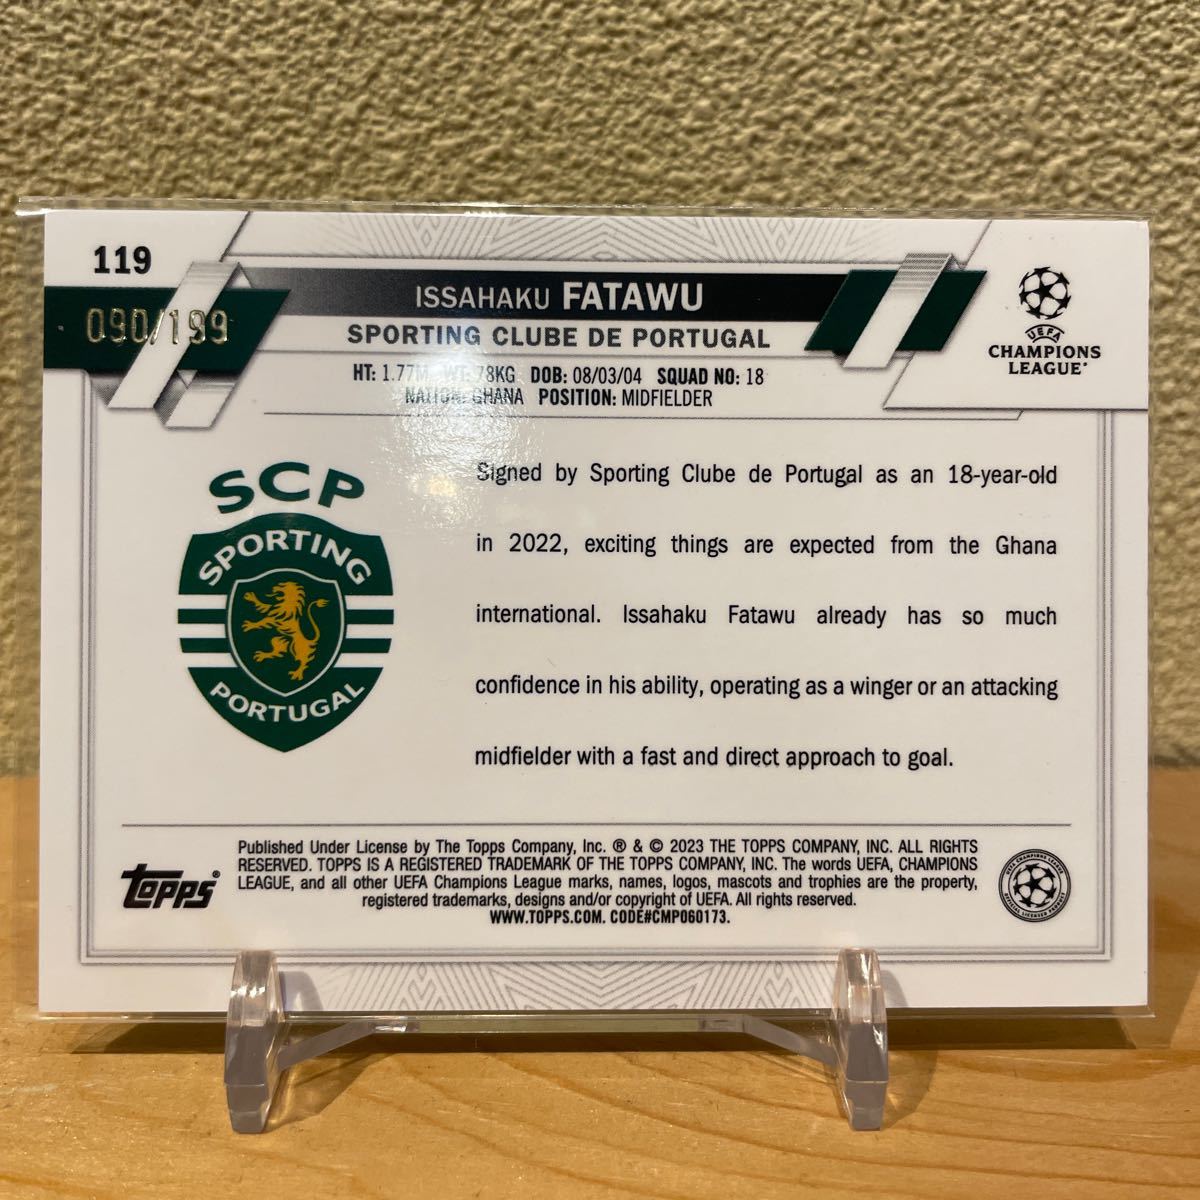 119
090/199
ISSAHAKU FATAWU
SPORTING CLUBE DE PORTUGAL
HT: 1.77M WT: 78KG DOB: 08/03/04 SQUAD NO: 18
NATION: GHANA POSITION: MIDFIELDER
UEFA
CHAMPIONS
LEAGUE®
SCP
SPORTING
PORTUGAL
Signed by Sporting Clube de Portugal as an 18-year-old
in 2022, exciting things are expected from the Ghana
international. Issahaku Fatawu already has so much
confidence in his ability, operating as a winger or an attacking
midfielder with a fast and direct approach to goal.
topps®
Published Under License by The Topps Company, Inc. ® & © 2023 THE TOPPS COMPANY, INC. ALL RIGHTS
RESERVED. TOPPS IS A REGISTERED TRADEMARK OF THE TOPPS COMPANY, INC. The words UEFA, CHAMPIONS
LEAGUE, and all other UEFA Champions League marks, names, logos, mascots and trophies are the property,
registered trademarks, designs and/or copyright of UEFA. All rights reserved.
WWW.TOPPS.COM. CODE#CMP060173.
UEFA CHAMPIONS LEAGUE
OFFICIAL LICENSED PRODUCT